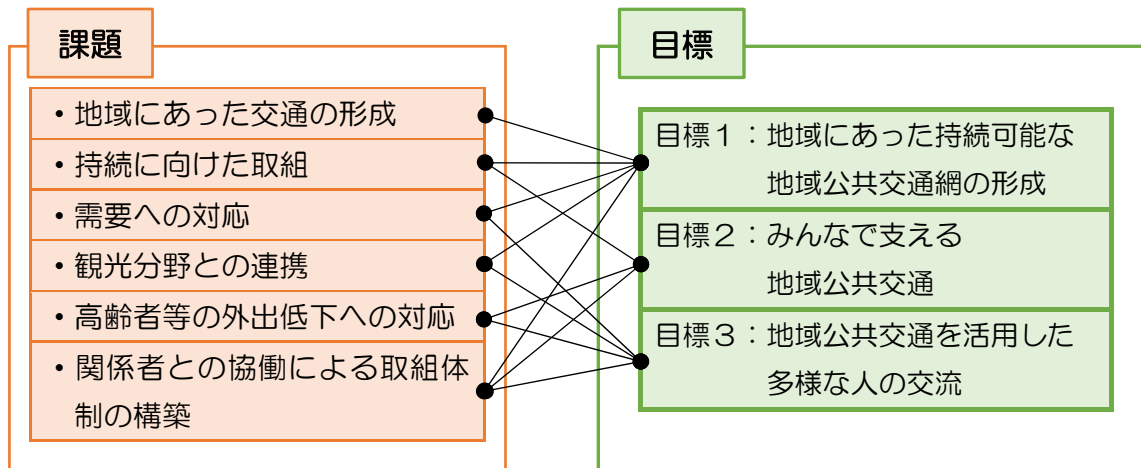 課題
・地域にあった交通の形成
・持続に向けた取組
・需要への対応
・観光分野との連携
・高齢者等の外出低下への対応
・関係者との協働による取組体
制の構築
目標
目標１：地域にあった持続可能な
地域公共交通網の形成
目標２：みんなで支える
地域公共交通
目標３：地域公共交通を活用した
多様な人の交流